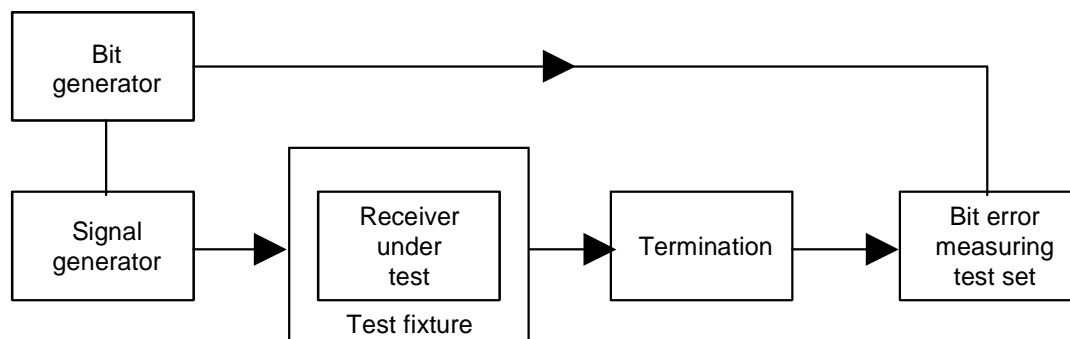 Bit
generator
Signal
generator
Receiver
under
test
Test fixture
Termination
Bit error
measuring
test set